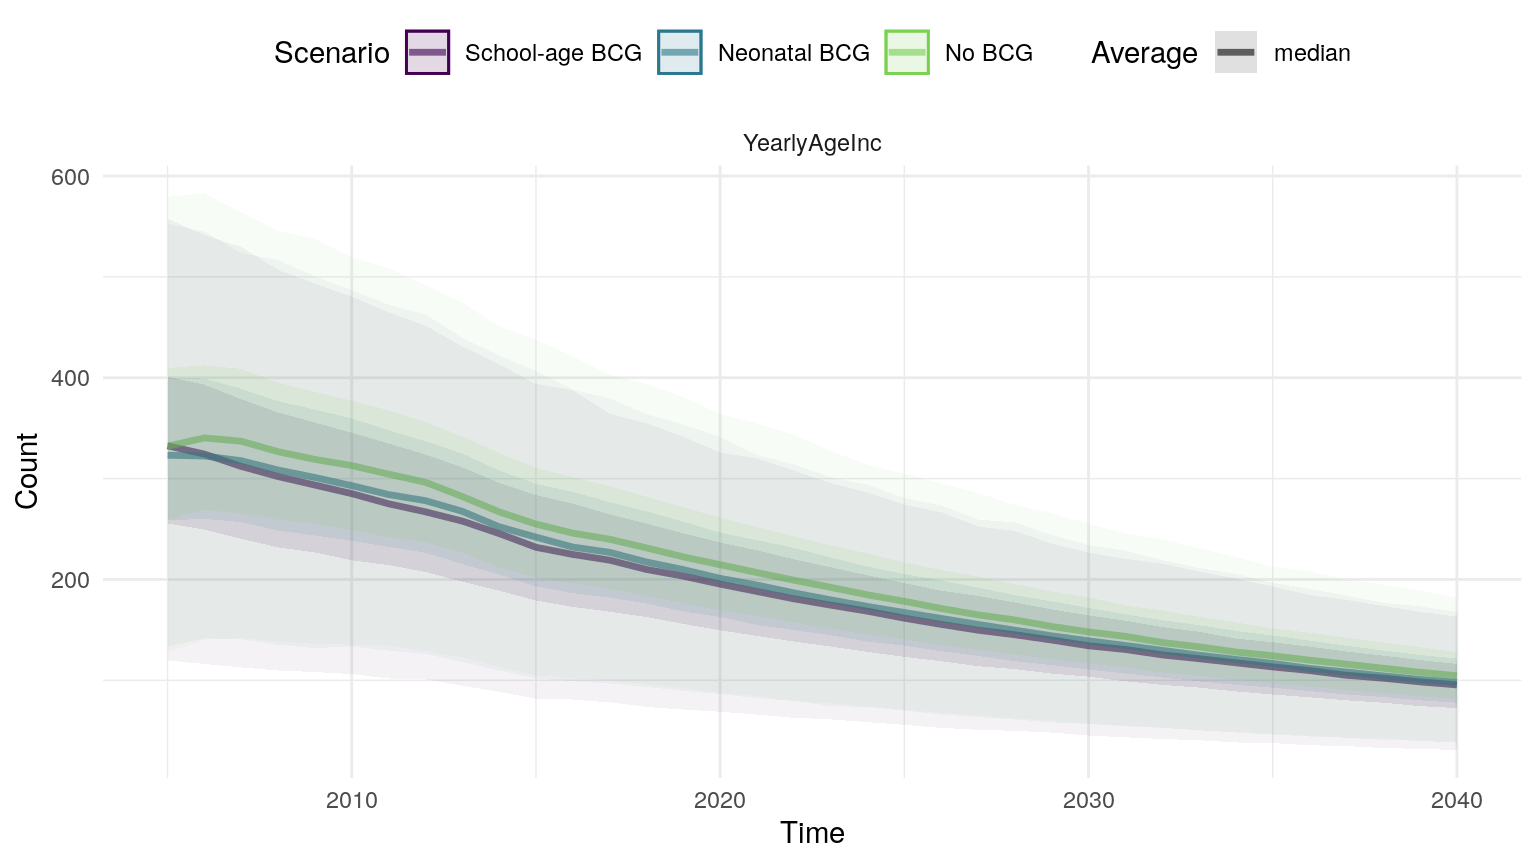 Scenario School-age BCG Neonatal BCG No BCG Average median
YearlyAgeInc
600
400
200
Count
2010 2020 2030 2040
Time